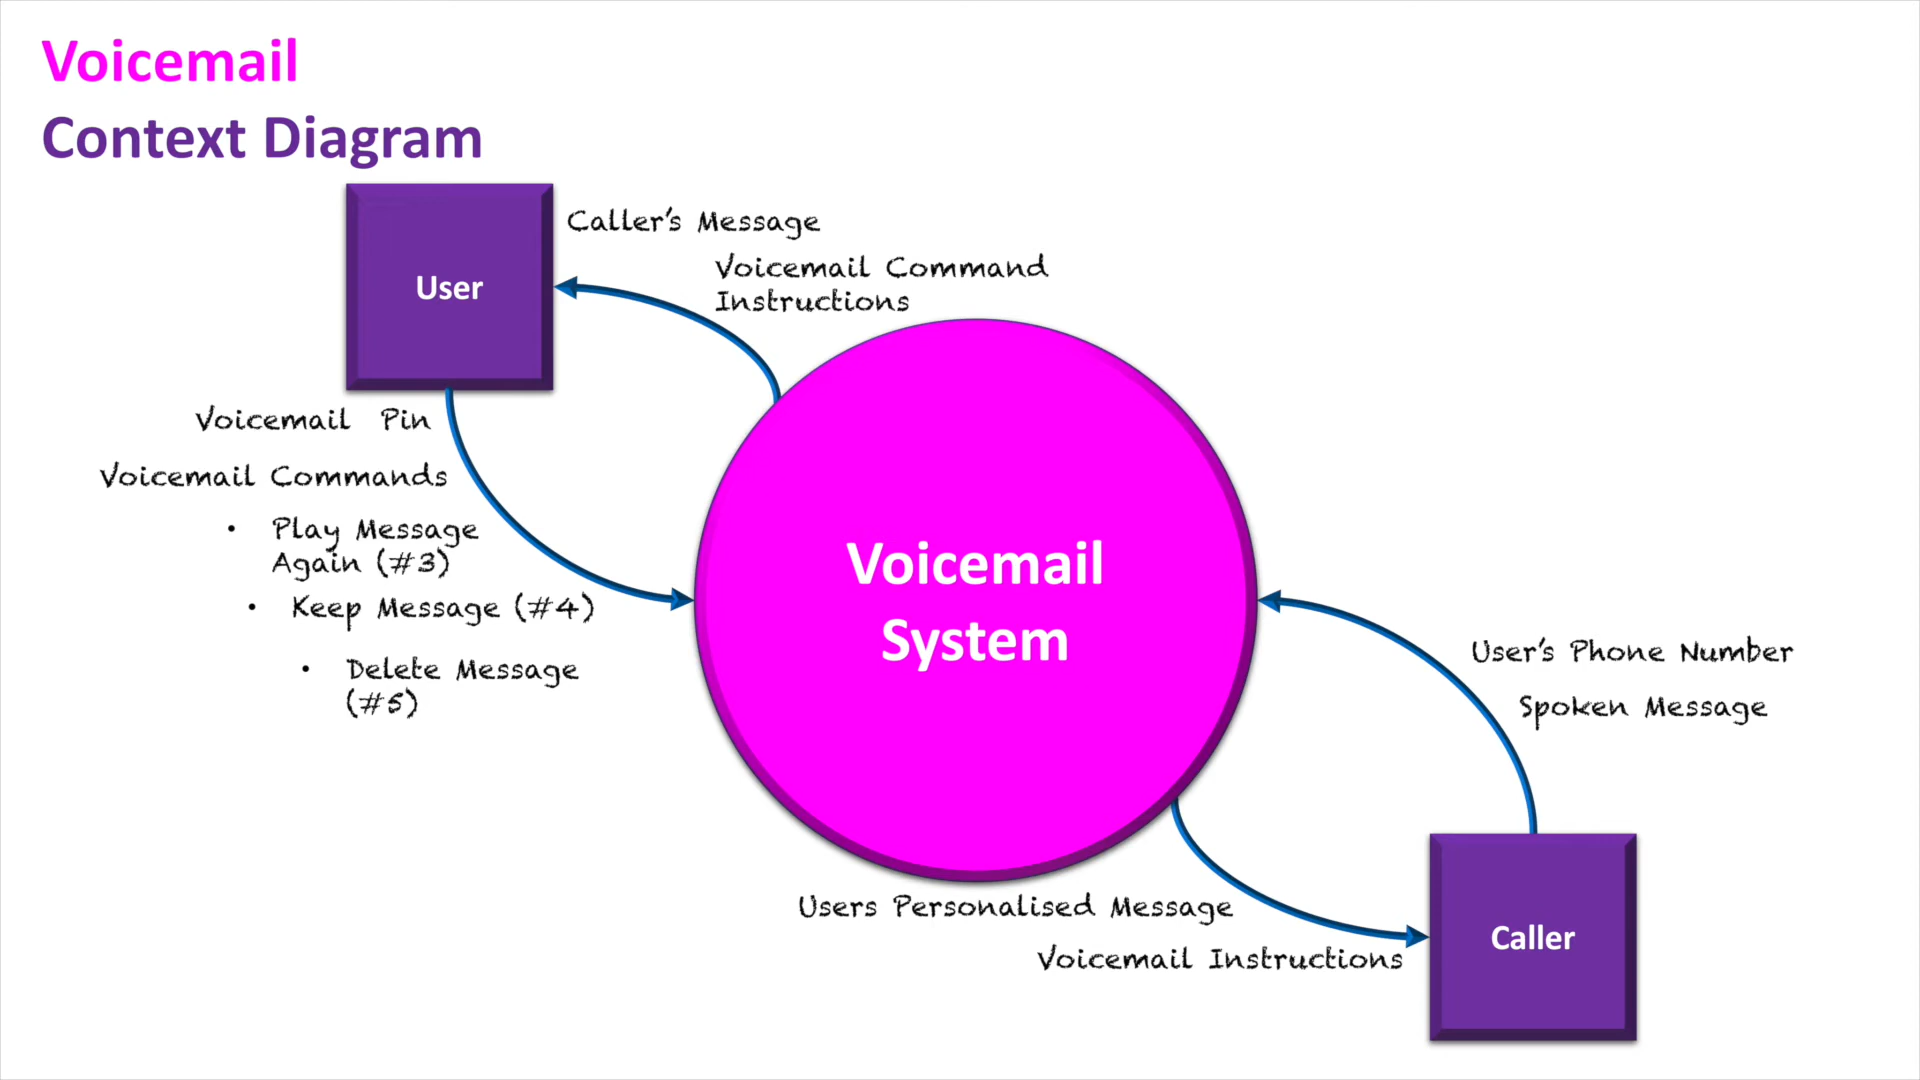 Voicemail
Context Diagram
User
Caller's Message
Voicemail Command
Instructions
Voicemail Pin
Voicemail Commands
• Play Message
Again (#3)
• Keep Message (#4)
• Delete Message
(#5)
Voicemail
System
User's Phone Number
Spoken Message
Users Personalised Message
Voicemail Instructions
Caller